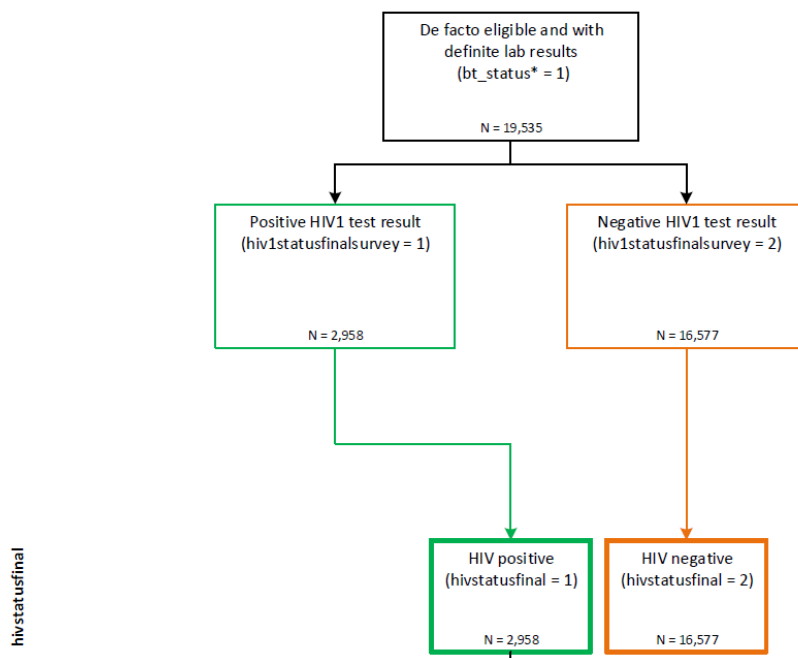 De facto eligible and with
definite lab results
(bt_status* = 1)
N = 19,535
Positive HIV1 test result
(hiv1statusfinalsurvey = 1)
N = 2,958
Negative HIV1 test result
(hiv1statusfinalsurvey = 2)
N = 16,577
hivstatusfinal
HIV positive
(hivstatusfinal = 1)
N = 2,958
HIV negative
(hivstatusfinal = 2)
N = 16,577